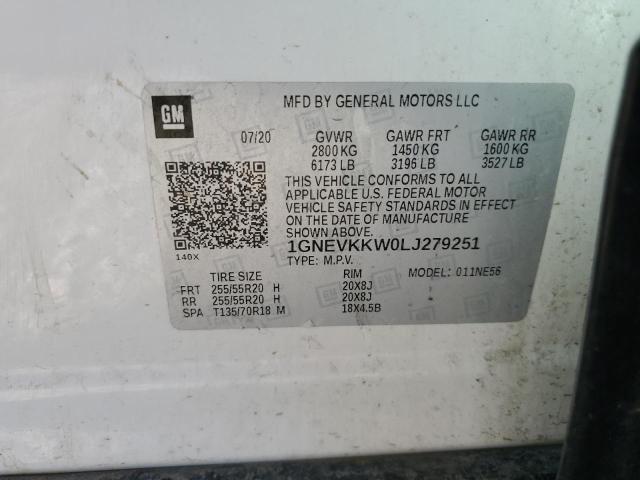 GM
MFD BY GENERAL MOTORS LLC
07/20 GVWR GAWR FRT GAWR RR
2800 KG 1450 KG 1600 KG
6173 LB 3196 LB 3527 LB
THIS VEHICLE CONFORMS TO ALL
APPLICABLE U.S. FEDERAL MOTOR
VEHICLE SAFETY STANDARDS IN EFFECT
ON THE DATE OF MANUFACTURE
SHOWN ABOVE.
140X 1GNEVKKW0LJ279251
TYPE: M.P.V.
TIRE SIZE RIM MODEL: 011NE56
FRT 255/55R20 H 20X8J
RR 255/55R20 H 20X8J
SPA T135/70R18 M 18X4.5B